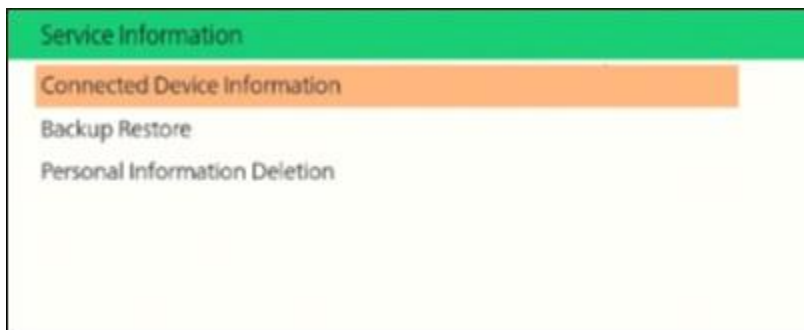 Service Information
Connected Device Information
Backup Restore
Personal Information Deletion